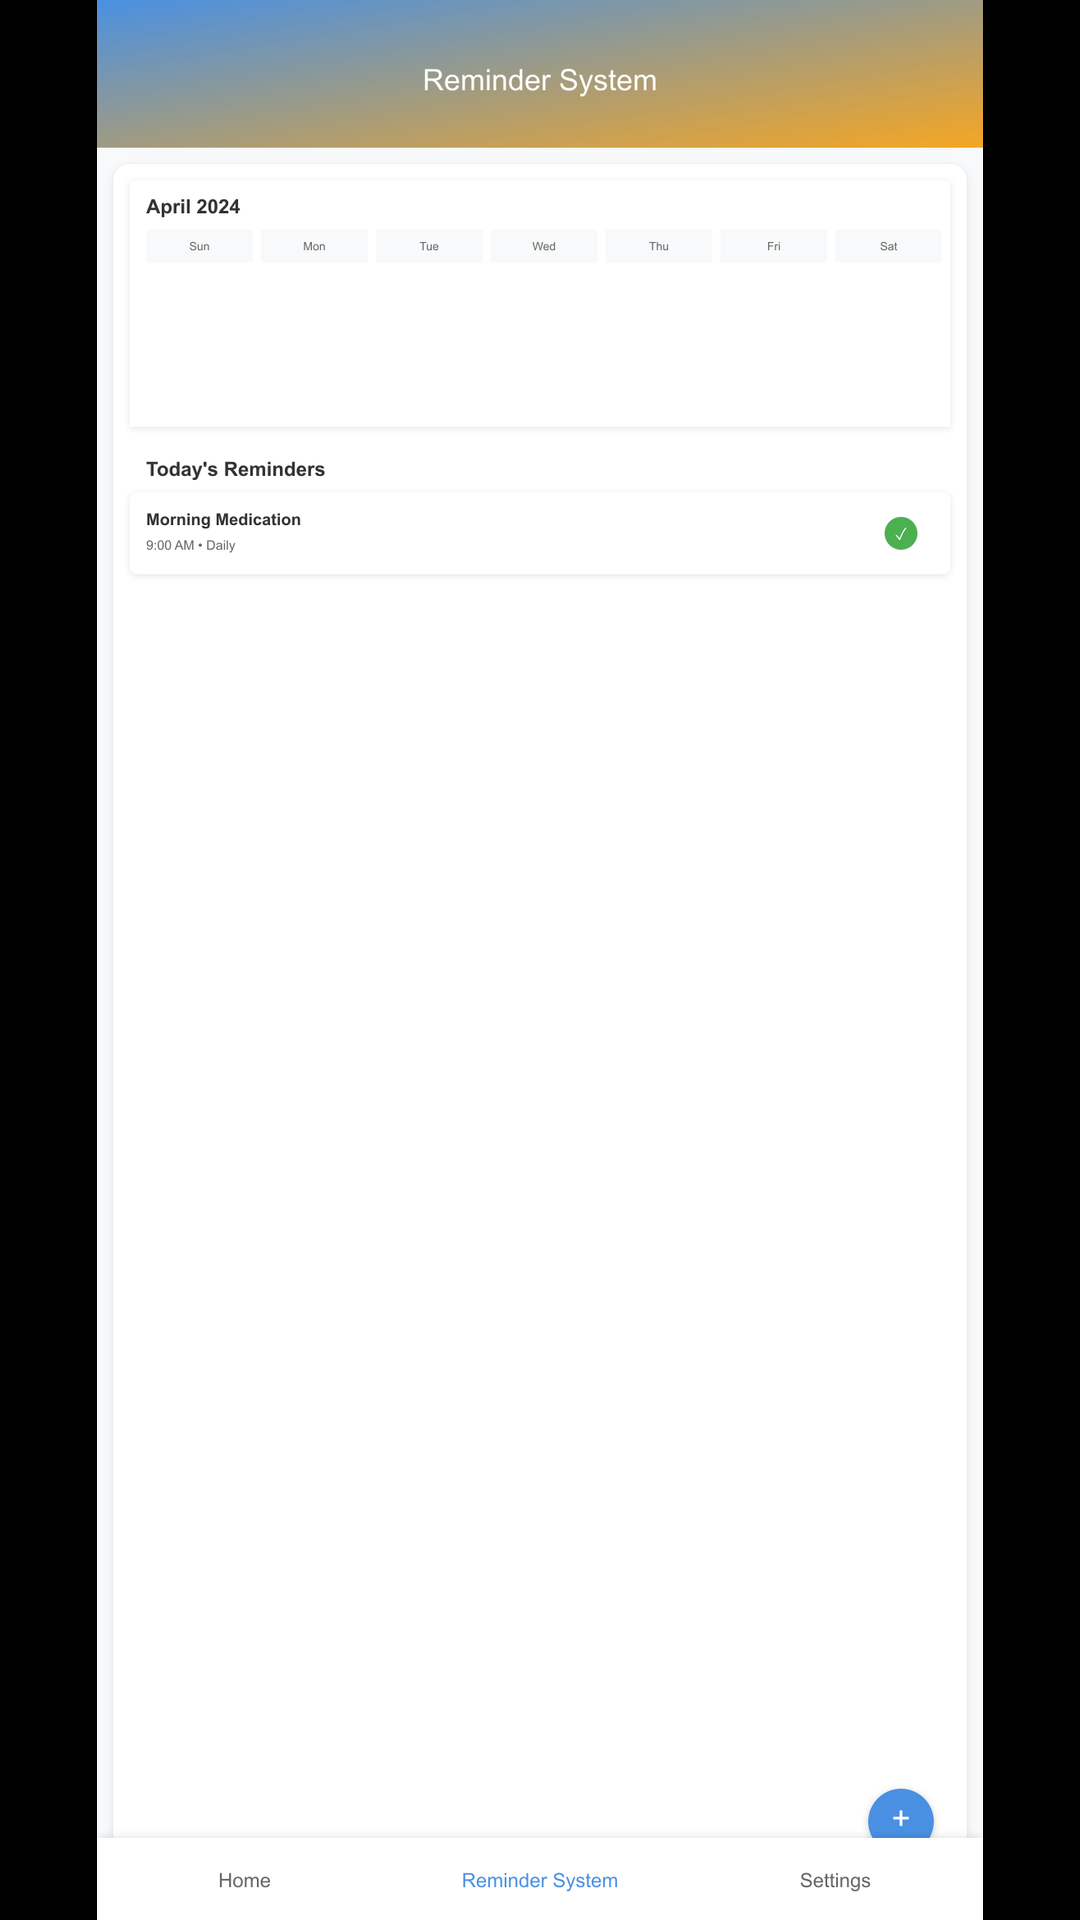 Reminder System
April 2024
Sun Mon Tue Wed Thu Fri Sat
Today's Reminders
Morning Medication
9:00 AM • Daily
✓
+
Home Reminder System Settings